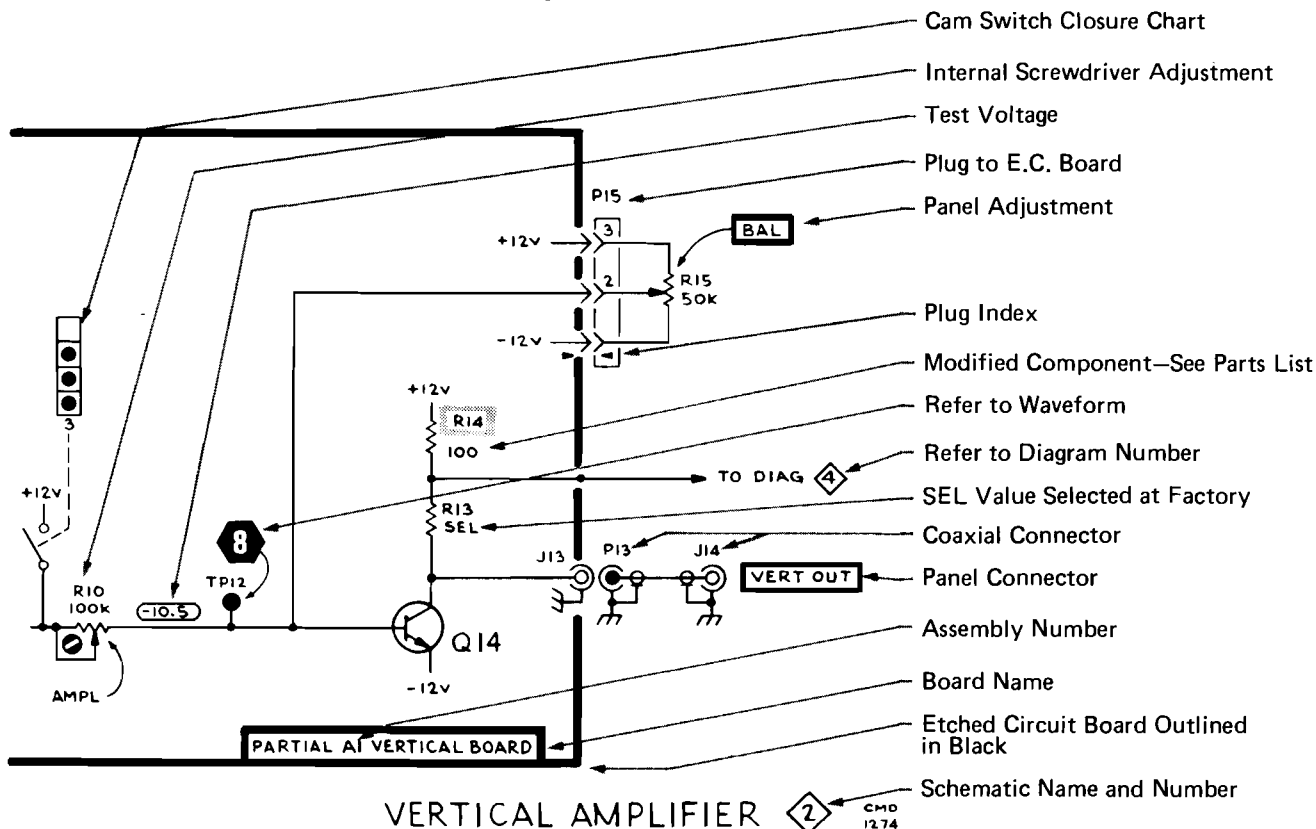 Cam Switch Closure Chart
Internal Screwdriver Adjustment
Test Voltage
Plug to E.C. Board
P15
Panel Adjustment
BAL
+12V
3
2
R15
50K
-12V
Plug Index
Modified Component—See Parts List
+12V
R14
100
Refer to Waveform
3
TO DIAG 4
Refer to Diagram Number
SEL Value Selected at Factory
+12V
R13
SEL
8
J13
P13
J14
Coaxial Connector
TP12
VERT OUT
Panel Connector
R10
100K
-10.5
Assembly Number
Q14
AMPL
-12V
Board Name
PARTIAL A1 VERTICAL BOARD
Etched Circuit Board Outlined
in Black
Schematic Name and Number
VERTICAL AMPLIFIER 2
CMD
1274